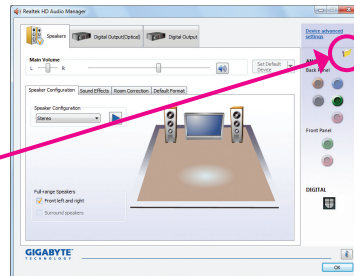 Realtek HD Audio Manager
Speakers
Digital Output(Optical)
Digital Output
Device advanced
settings
Main Volume
L
R
Set Default
Device
Back Panel
Speaker Configuration
Sound Effects
Room Correction
Default Format
Speaker Configuration
Stereo
Front Panel
Full-range Speakers
Front left and right
Surround speakers
DIGITAL
GIGABYTE
TECHNOLOGY
OK